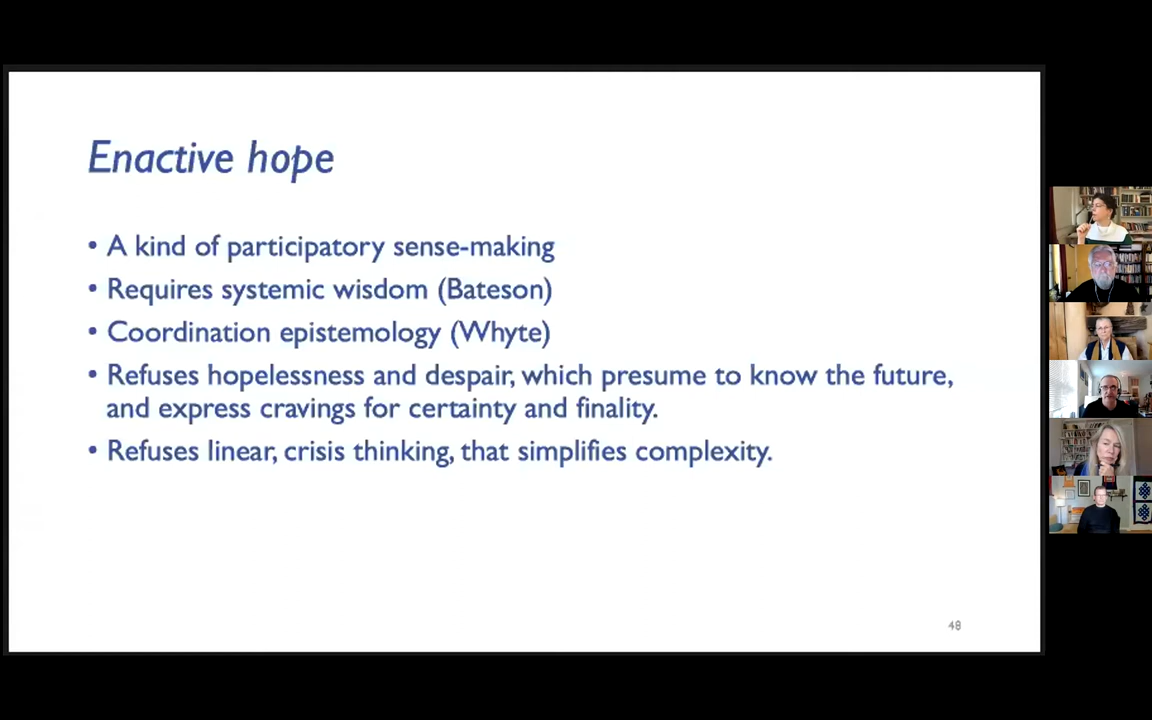 Enactive hope
• A kind of participatory sense-making
• Requires systemic wisdom (Bateson)
• Coordination epistemology (Whyte)
• Refuses hopelessness and despair, which presume to know the future,
and express cravings for certainty and finality.
• Refuses linear, crisis thinking, that simplifies complexity.
48